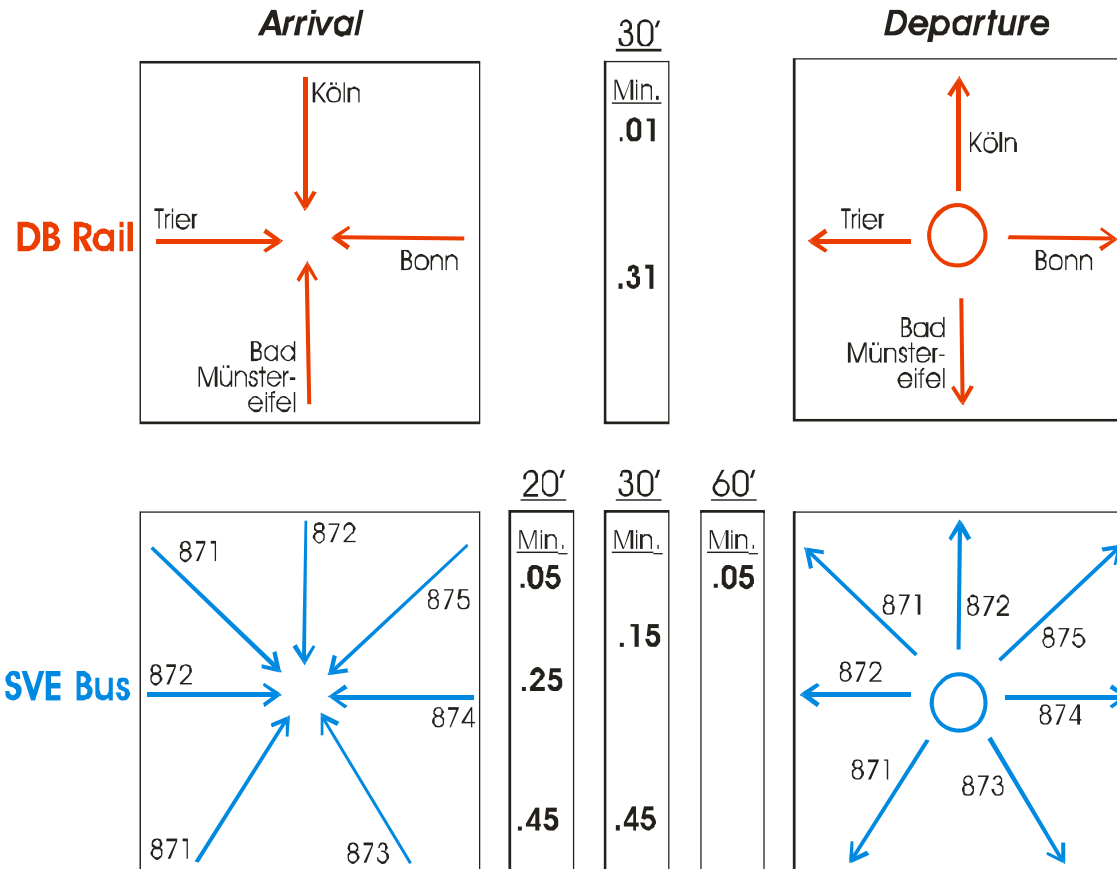 Arrival
30′
Departure
DB Rail
Köln
Trier
Bonn
Bad
Münster-
eifel
Min.
.01
.31
Köln
Trier
Bonn
Bad
Münster-
eifel
20′
30′
60′
SVE Bus
871
872
875
872
874
871
873
Min.
.05
.25
.45
Min.
.15
.45
Min.
.05
871
872
875
872
874
871
873